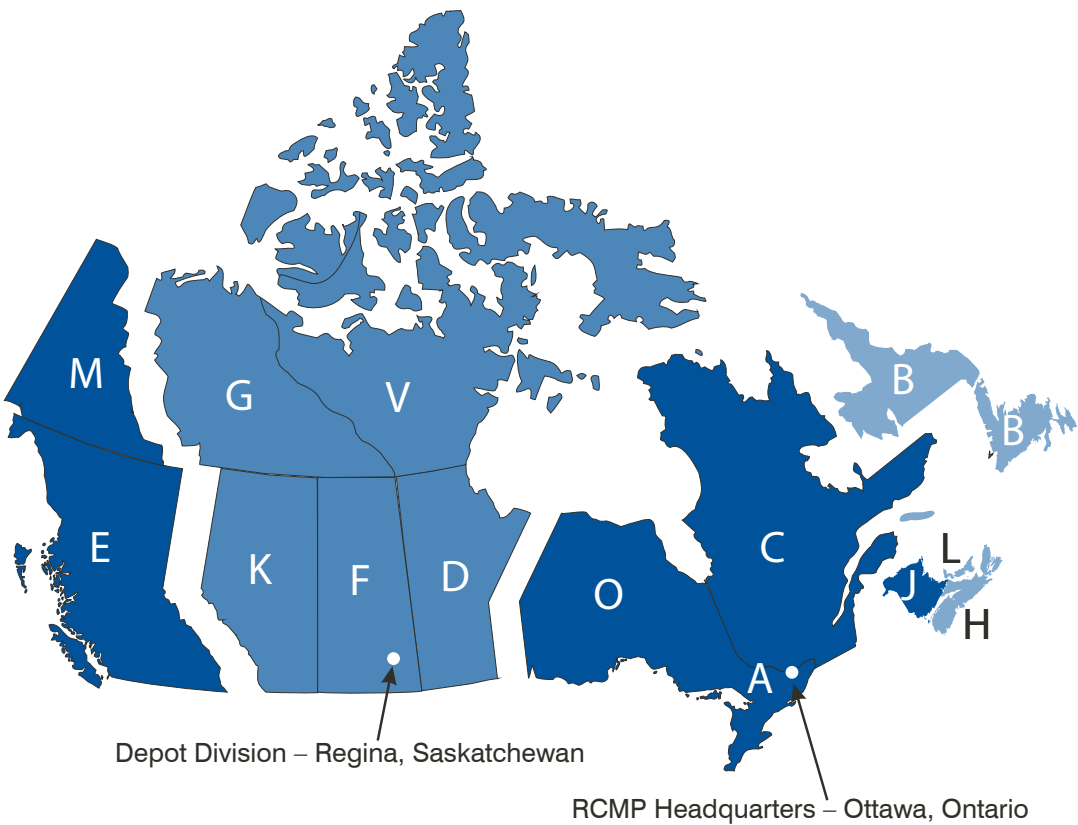 M
G
V
B
B
E
K
F
D
O
C
L
J
H
A
Depot Division – Regina, Saskatchewan
RCMP Headquarters – Ottawa, Ontario